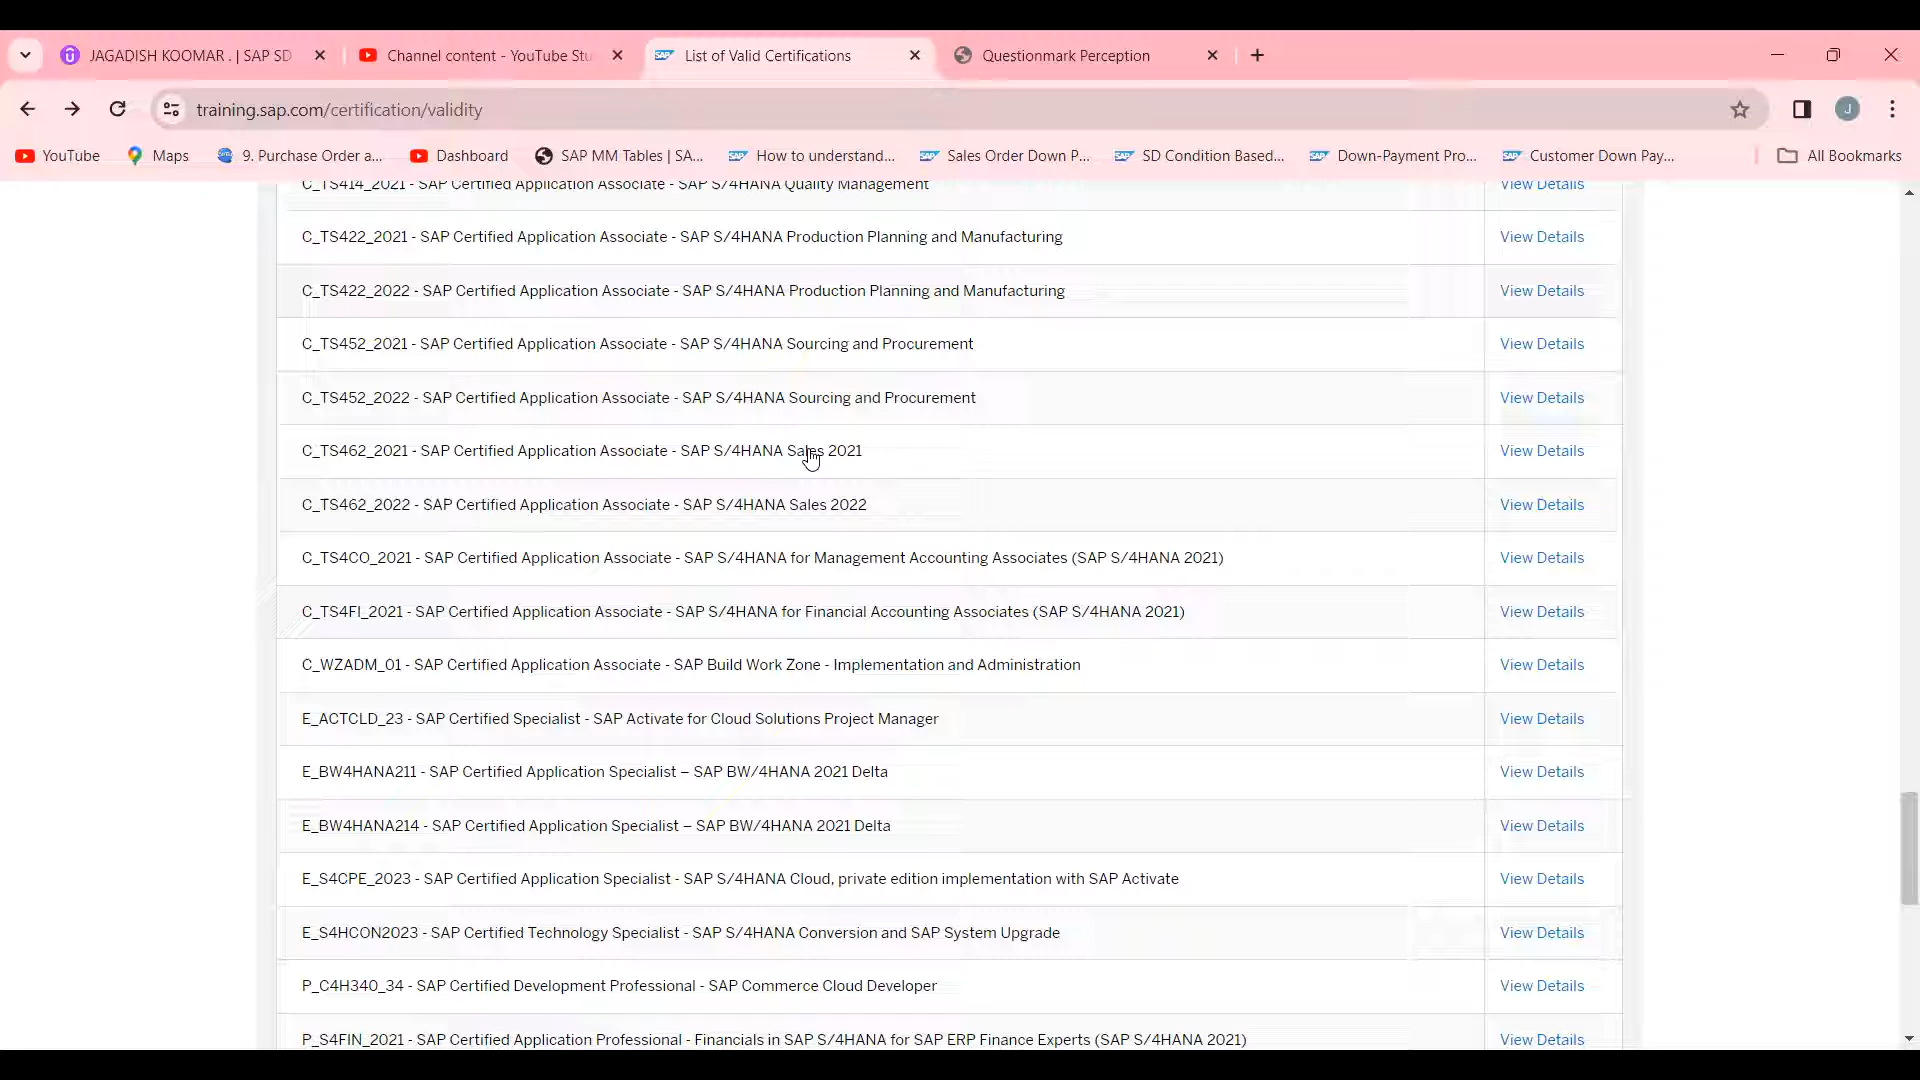 JAGADISH KOOMAR . | SAP SD
Channel content - YouTube Stu
List of Valid Certifications
Questionmark Perception
training.sap.com/certification/validity
J
YouTube
Maps
9. Purchase Order a...
Dashboard
SAP MM Tables | SA...
How to understand...
Sales Order Down P...
SD Condition Based...
Down-Payment Pro...
Customer Down Pay...
All Bookmarks
C_TS414_2021 - SAP Certified Application Associate - SAP S/4HANA Quality Management View Details
C_TS422_2021 - SAP Certified Application Associate - SAP S/4HANA Production Planning and Manufacturing View Details
C_TS422_2022 - SAP Certified Application Associate - SAP S/4HANA Production Planning and Manufacturing View Details
C_TS452_2021 - SAP Certified Application Associate - SAP S/4HANA Sourcing and Procurement View Details
C_TS452_2022 - SAP Certified Application Associate - SAP S/4HANA Sourcing and Procurement View Details
C_TS462_2021 - SAP Certified Application Associate - SAP S/4HANA Sales 2021 View Details
C_TS462_2022 - SAP Certified Application Associate - SAP S/4HANA Sales 2022 View Details
C_TS4CO_2021 - SAP Certified Application Associate - SAP S/4HANA for Management Accounting Associates (SAP S/4HANA 2021) View Details
C_TS4FI_2021 - SAP Certified Application Associate - SAP S/4HANA for Financial Accounting Associates (SAP S/4HANA 2021) View Details
C_WZADM_01 - SAP Certified Application Associate - SAP Build Work Zone - Implementation and Administration View Details
E_ACTCLD_23 - SAP Certified Specialist - SAP Activate for Cloud Solutions Project Manager View Details
E_BW4HANA211 - SAP Certified Application Specialist – SAP BW/4HANA 2021 Delta View Details
E_BW4HANA214 - SAP Certified Application Specialist – SAP BW/4HANA 2021 Delta View Details
E_S4CPE_2023 - SAP Certified Application Specialist - SAP S/4HANA Cloud, private edition implementation with SAP Activate View Details
E_S4HCON2023 - SAP Certified Technology Specialist - SAP S/4HANA Conversion and SAP System Upgrade View Details
P_C4H340_34 - SAP Certified Development Professional - SAP Commerce Cloud Developer View Details
P_S4FIN_2021 - SAP Certified Application Professional - Financials in SAP S/4HANA for SAP ERP Finance Experts (SAP S/4HANA 2021) View Details